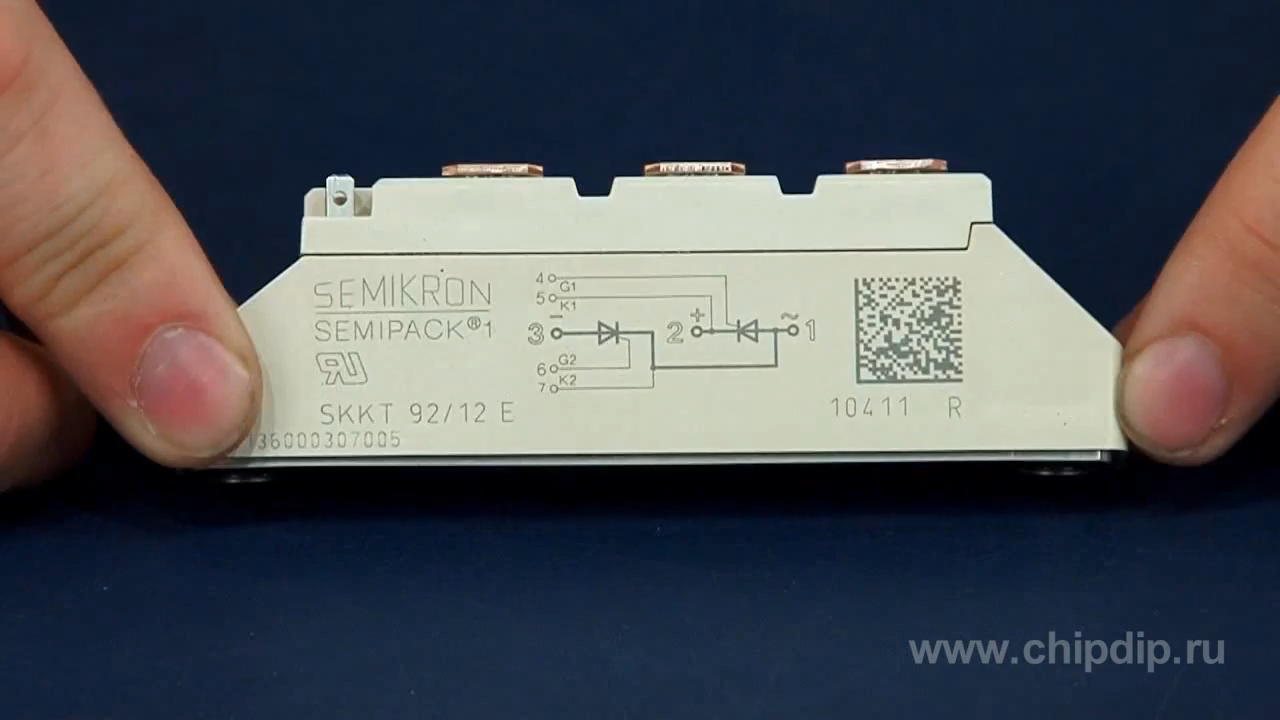 SEMIKRON
SEMIPACK®1
SKKT 92/12 E
136000307005
4
G1
5
K1
−
3
+
2
~
1
6
G2
7
K2
10411 R
www.chipdip.ru